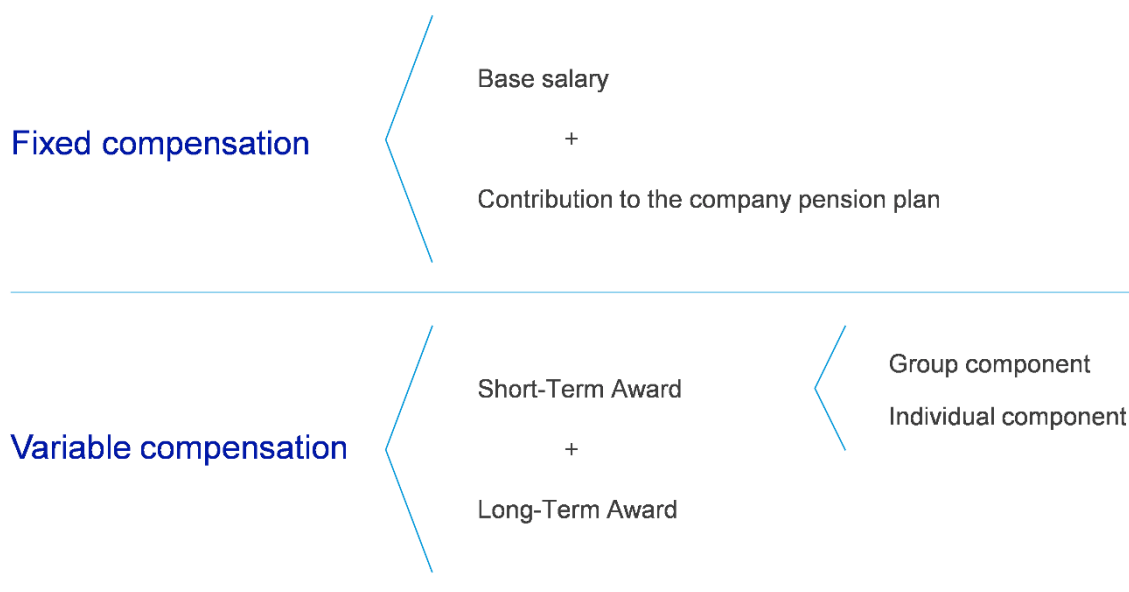 Fixed compensation
Base salary
+
Contribution to the company pension plan
Variable compensation
Short-Term Award
+
Long-Term Award
Group component
Individual component